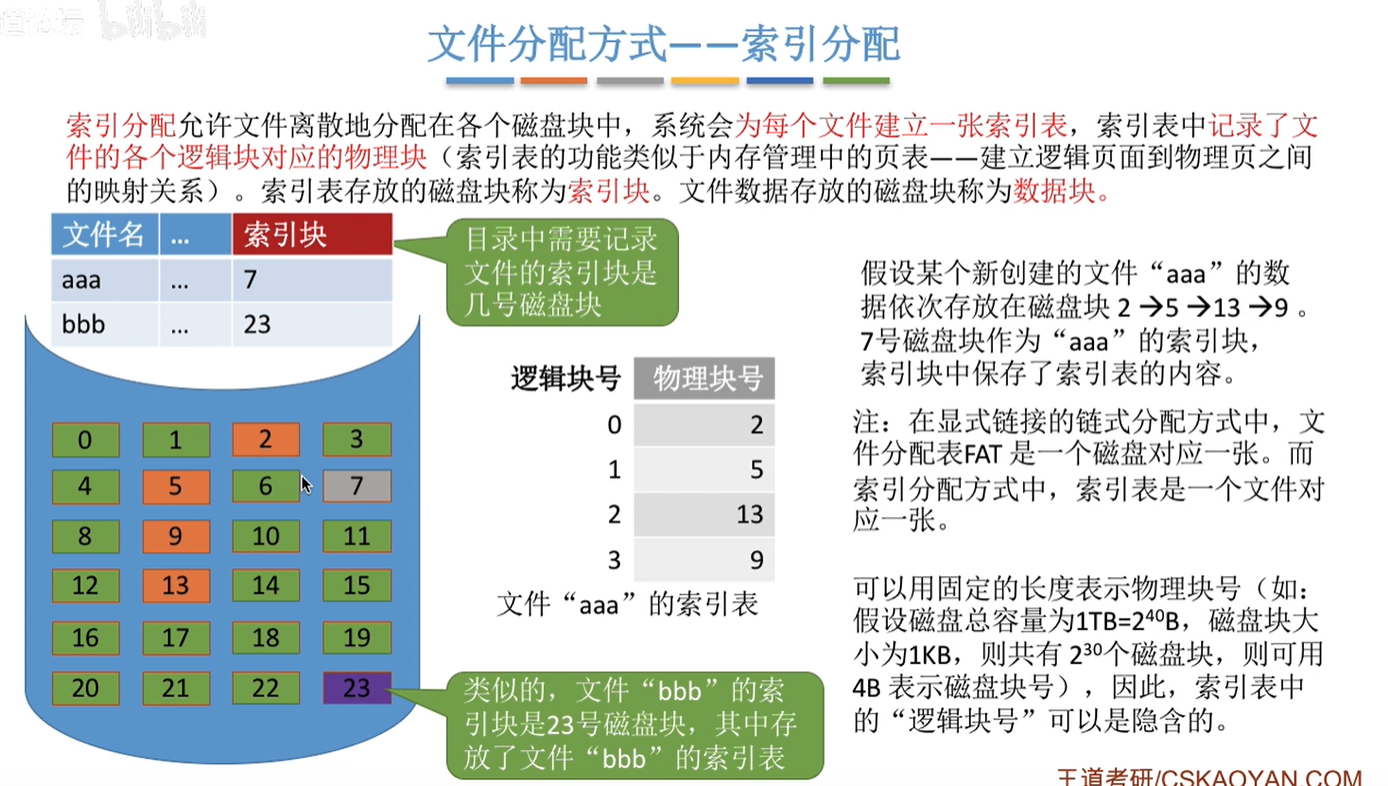 道论坛 bilibili
文件分配方式——索引分配
索引分配允许文件离散地分配在各个磁盘块中，系统会为每个文件建立一张索引表，索引表中记录了文
件的各个逻辑块对应的物理块（索引表的功能类似于内存管理中的页表——建立逻辑页面到物理页之间
的映射关系）。索引表存放的磁盘块称为索引块。文件数据存放的磁盘块称为数据块。
文件名 ... 索引块
aaa ... 7
bbb ... 23
目录中需要记录
文件的索引块是
几号磁盘块
0 1 2 3
4 5 6 7
8 9 10 11
12 13 14 15
16 17 18 19
20 21 22 23
逻辑块号 物理块号
0 2
1 5
2 13
3 9
文件“aaa”的索引表
类似的，文件“bbb”的索
引块是23号磁盘块，其中存
放了文件“bbb”的索引表
假设某个新创建的文件“aaa”的数
据依次存放在磁盘块 2 →5 →13 →9 。
7号磁盘块作为“aaa”的索引块，
索引块中保存了索引表的内容。
注：在显式链接的链式分配方式中，文
件分配表FAT 是一个磁盘对应一张。而
索引分配方式中，索引表是一个文件对
应一张。
可以用固定的长度表示物理块号（如：
假设磁盘总容量为1TB=2⁴⁰B，磁盘块大
小为1KB，则共有 2³⁰个磁盘块，则可用
4B 表示磁盘块号），因此，索引表中
的“逻辑块号”可以是隐含的。
王道考研/CSKAOYAN.COM